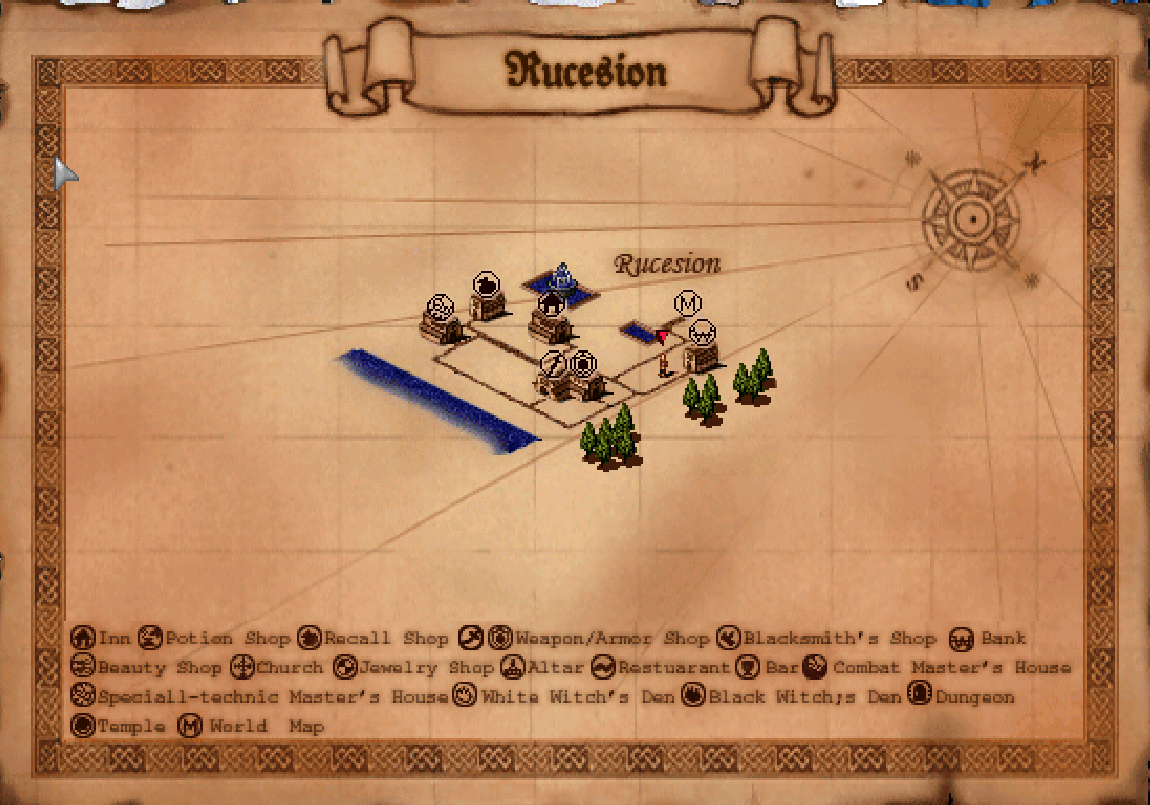 Rucesion
Rucesion
M
Inn Potion Shop Recall Shop Weapon/Armor Shop Blacksmith's Shop Bank
Beauty Shop Church Jewelry Shop Altar Restuarant Bar Combat Master's House
Speciall-technic Master's House White Witch's Den Black Witch;s Den Dungeon
Temple M World Map